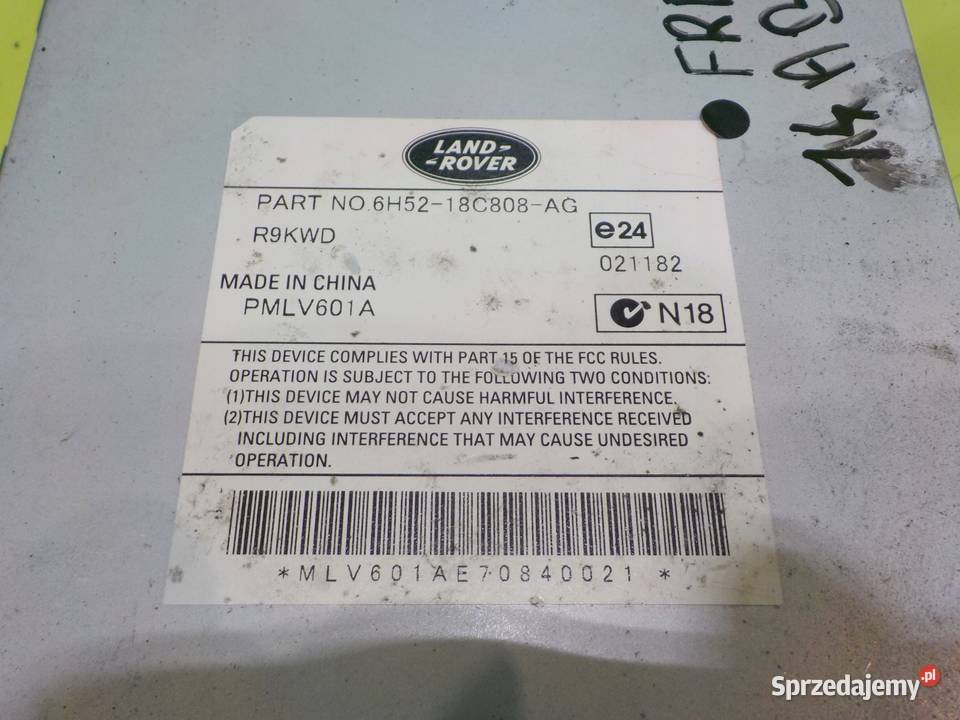 LAND-
-ROVER
PART NO.6H52-18C808-AG
R9KWD
e24
021182
MADE IN CHINA
PMLV601A
N18
THIS DEVICE COMPLIES WITH PART 15 OF THE FCC RULES.
OPERATION IS SUBJECT TO THE FOLLOWING TWO CONDITIONS:
(1)THIS DEVICE MAY NOT CAUSE HARMFUL INTERFERENCE.
(2)THIS DEVICE MUST ACCEPT ANY INTERFERENCE RECEIVED
INCLUDING INTERFERENCE THAT MAY CAUSE UNDESIRED
OPERATION.
*MLV601AE70840021*
14
Sprzedajemy.pl